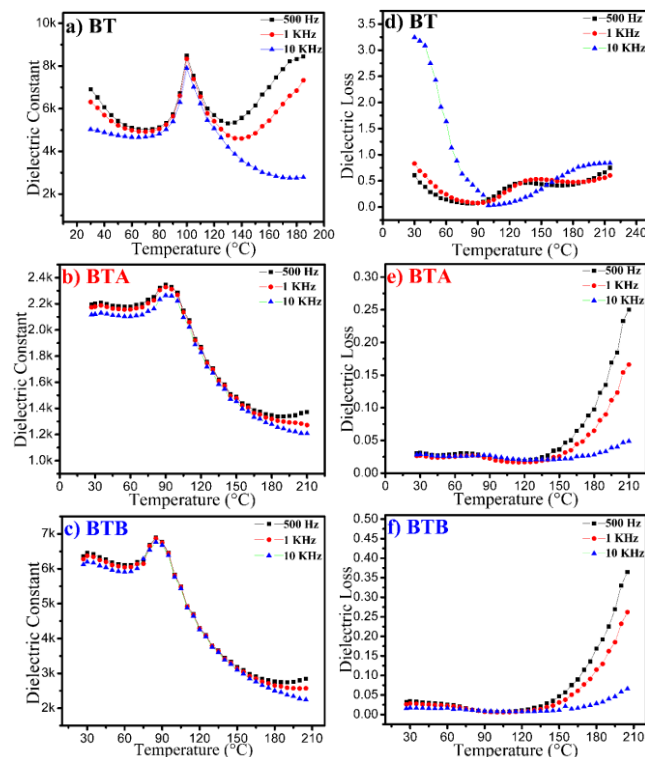 a) BT
500 Hz
1 KHz
10 KHz
Dielectric Constant
10k
8k
6k
4k
2k
0 20 40 60 80 100 120 140 160 180 200
Temperature (°C)
d) BT
500 Hz
1 KHz
10 KHz
Dielectric Loss
3.5
3.0
2.5
2.0
1.5
1.0
0.5
0.0
0 30 60 90 120 150 180 210 240
Temperature (°C)
b) BTA
500 Hz
1 KHz
10 KHz
Dielectric Constant
2.4k
2.2k
2.0k
1.8k
1.6k
1.4k
1.2k
1.0k
0 30 60 90 120 150 180 210
Temperature (°C)
e) BTA
500 Hz
1 KHz
10 KHz
Dielectric Loss
0.30
0.25
0.20
0.15
0.10
0.05
0.00
0 30 60 90 120 150 180 210
Temperature (°C)
c) BTB
500 Hz
1 KHz
10 KHz
Dielectric Constant
7k
6k
5k
4k
3k
2k
30 60 90 120 150 180 210
Temperature (°C)
f) BTB
500 Hz
1 KHz
10 KHz
Dielectric Loss
0.50
0.45
0.40
0.35
0.30
0.25
0.20
0.15
0.10
0.05
0.00
30 60 90 120 150 180 210
Temperature (°C)